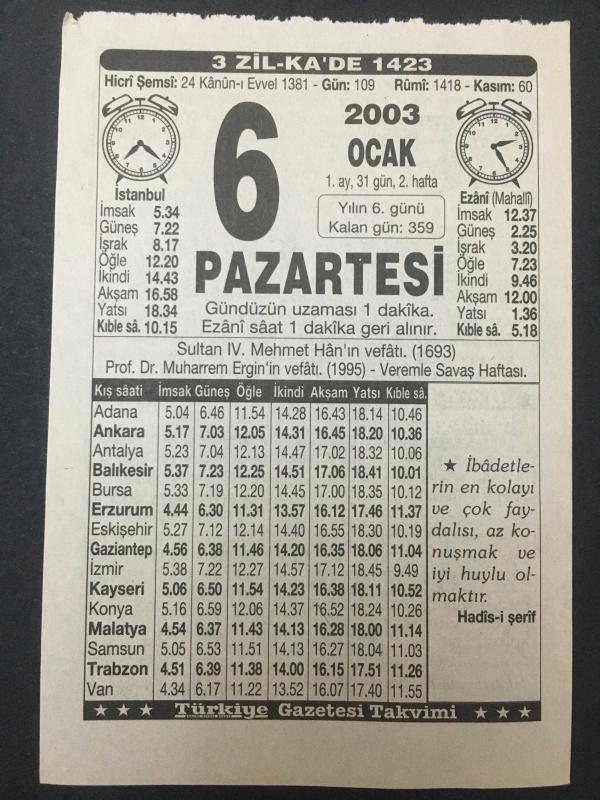 3 ZİL-KA'DE 1423
Hicrî Şemsî: 24 Kânûn-ı Evvel 1381 - Gün: 109 Rûmî: 1418 - Kasım: 60
6
2003
OCAK
1. ay, 31 gün, 2. hafta
Yılın 6. günü
Kalan gün: 359
PAZARTESİ
Gündüzün uzaması 1 dakîka.
Ezânî sâat 1 dakîka geri alınır.
İstanbul
İmsak 5.34
Güneş 7.22
İşrak 8.17
Öğle 12.20
İkindi 14.43
Akşam 16.58
Yatsı 18.34
Kıble sâ. 10.15
Ezânî (Mahallî)
İmsak 12.37
Güneş 2.25
İşrak 3.20
Öğle 7.23
İkindi 9.46
Akşam 12.00
Yatsı 1.36
Kıble sâ. 5.18
Sultan IV. Mehmet Hân'ın vefâtı. (1693)
Prof. Dr. Muharrem Ergin'in vefâtı. (1995) - Veremle Savaş Haftası.
Kış sâati İmsak Güneş Öğle İkindi Akşam Yatsı Kıble sâ.
Adana 5.04 6.46 11.54 14.28 16.43 18.14 10.46
Ankara 5.17 7.03 12.05 14.31 16.45 18.20 10.36
Antalya 5.23 7.04 12.13 14.47 17.02 18.32 10.06
Balıkesir 5.37 7.23 12.25 14.51 17.06 18.41 10.01
Bursa 5.33 7.19 12.20 14.45 17.00 18.35 10.12
Erzurum 4.44 6.30 11.31 13.57 16.12 17.46 11.37
Eskişehir 5.27 7.12 12.14 14.40 16.55 18.30 10.19
Gaziantep 4.56 6.38 11.46 14.20 16.35 18.06 11.04
İzmir 5.38 7.22 12.27 14.57 17.12 18.45 9.49
Kayseri 5.06 6.50 11.54 14.23 16.38 18.11 10.52
Konya 5.16 6.59 12.06 14.37 16.52 18.24 10.26
Malatya 4.54 6.37 11.43 14.13 16.28 18.00 11.14
Samsun 5.05 6.53 11.51 14.13 16.27 18.04 11.03
Trabzon 4.51 6.39 11.38 14.00 16.15 17.51 11.26
Van 4.34 6.17 11.22 13.52 16.07 17.40 11.55
★ İbâdetle-
rin en kolayı
ve çok fay-
dalısı, az ko-
nuşmak ve
iyi huylu ol-
maktır.
Hadîs-i şerîf
★ ★ ★ Türkiye Gazetesi Takvimi ★ ★ ★